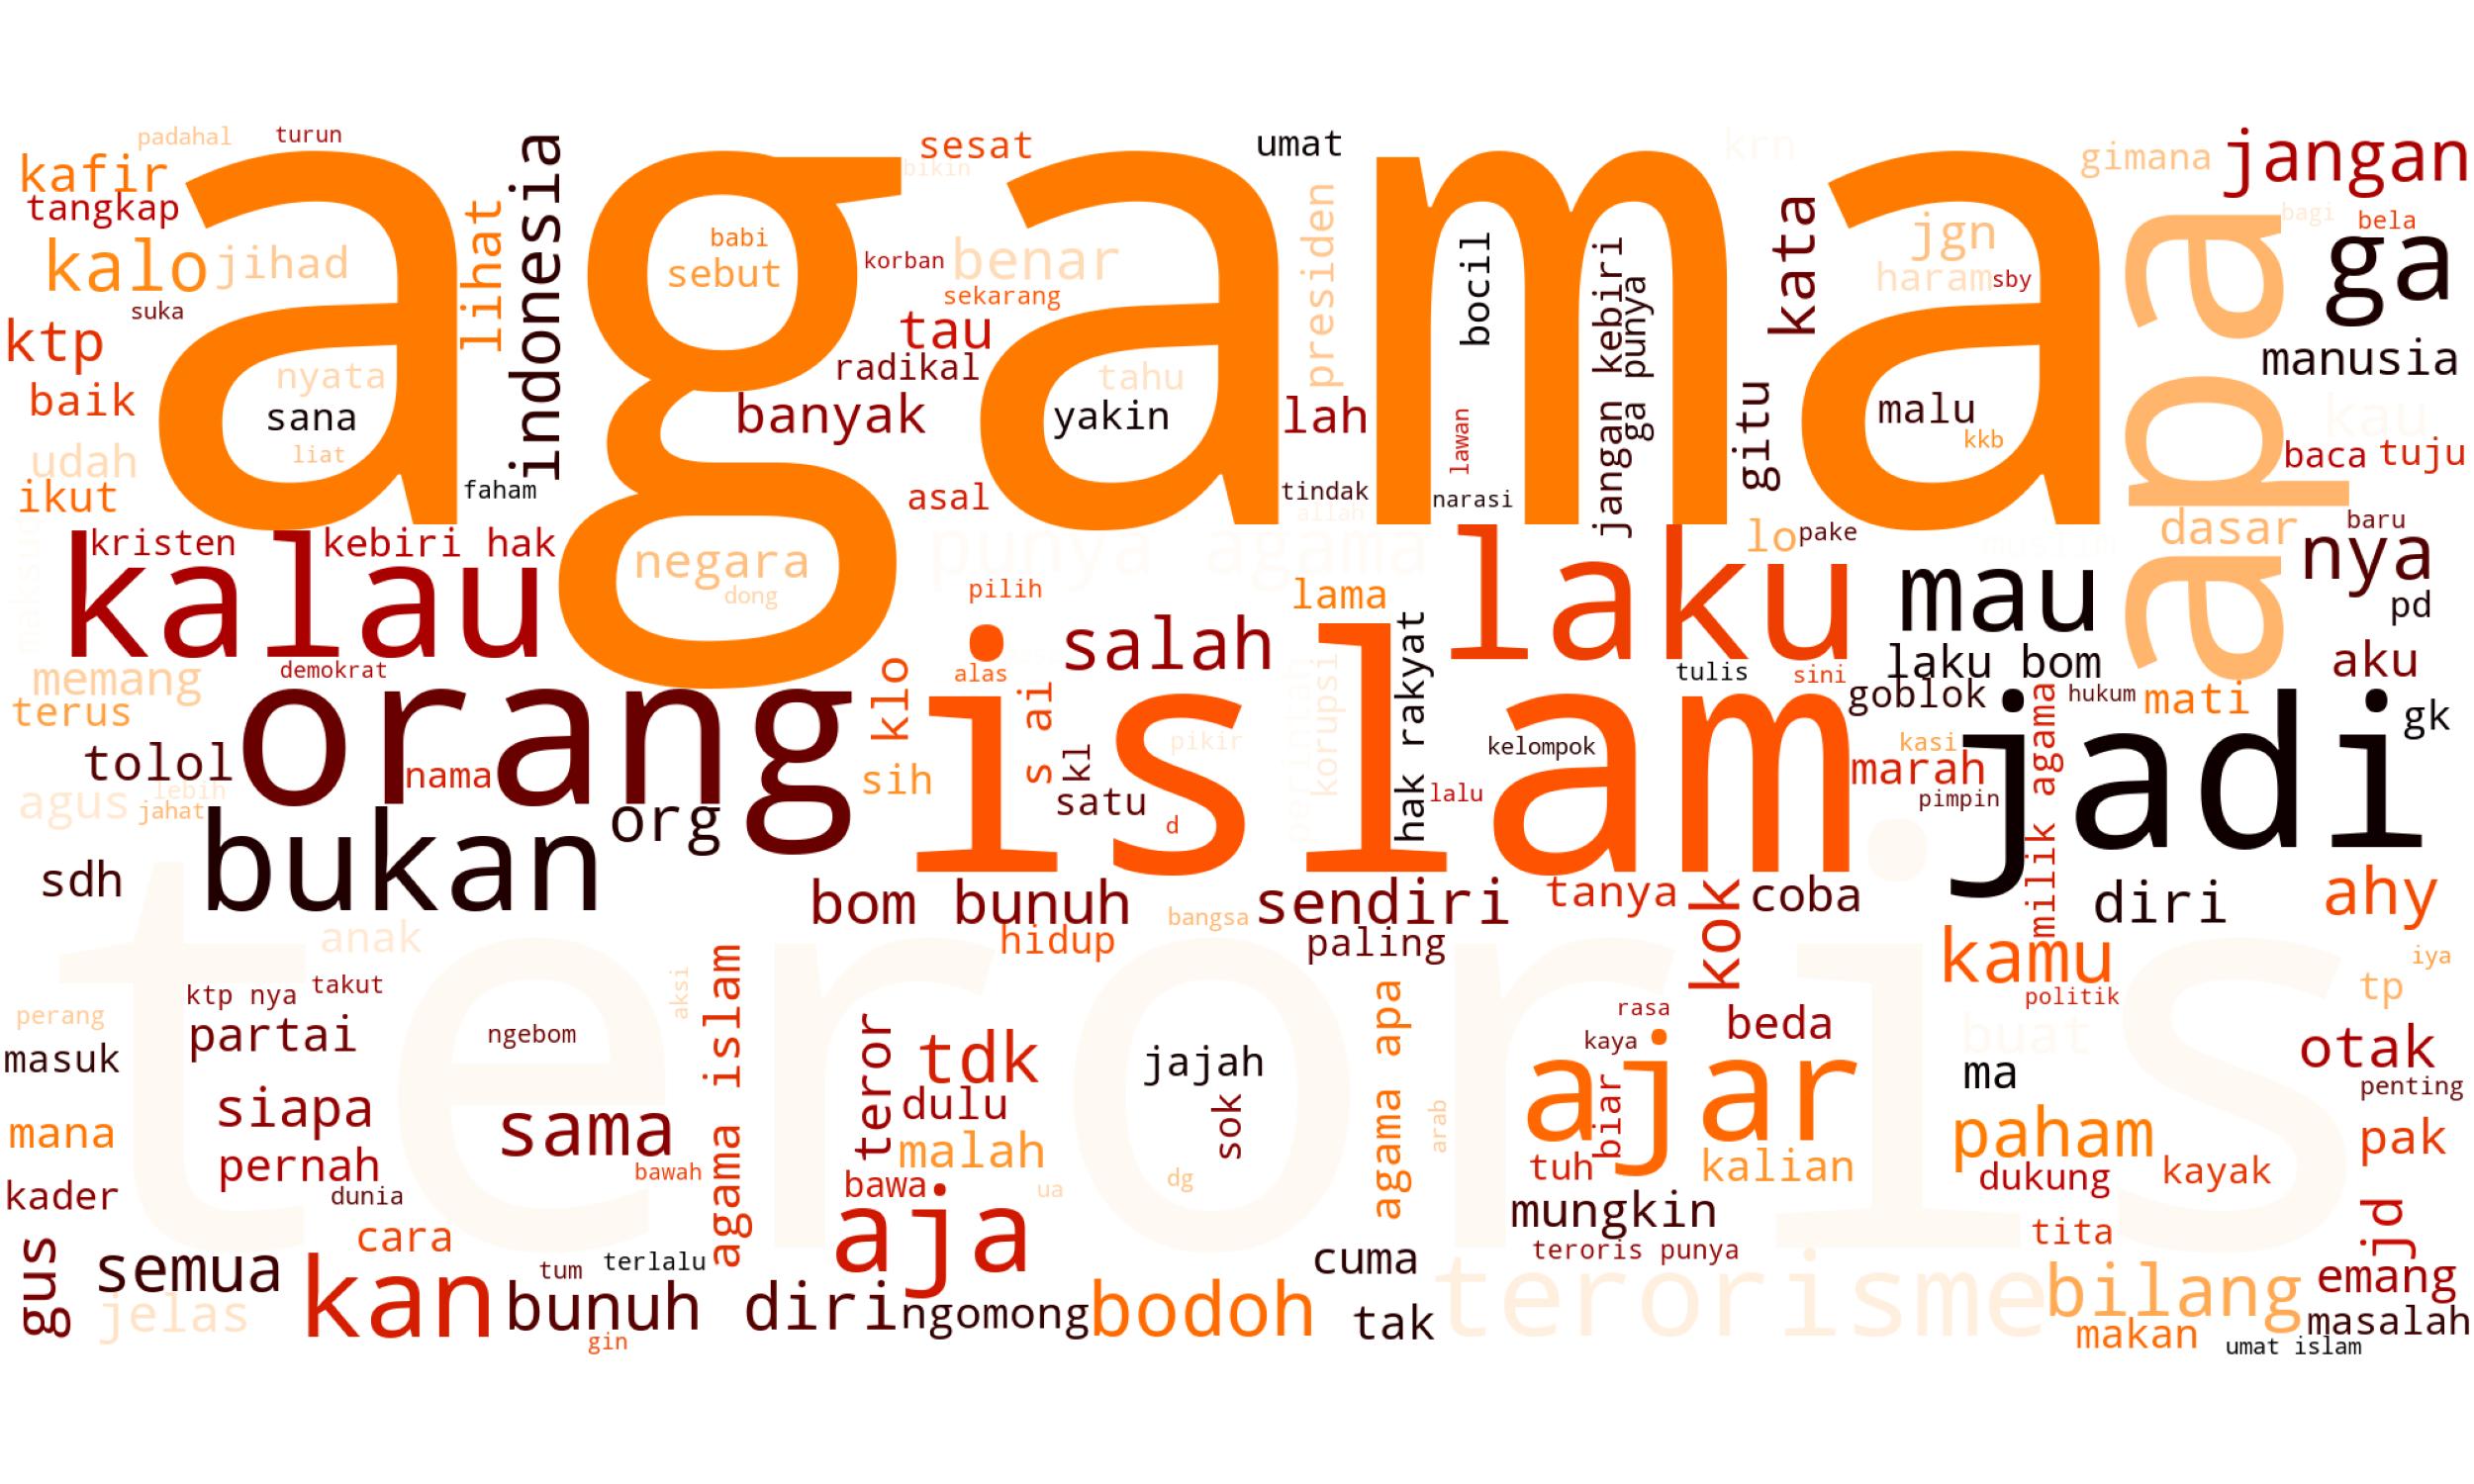 padahal
turun
sesat
umat
krn
gimana
jangan
kafir
tangkap
agama
bikin
indonesia
lihat
presiden
kata
jgn
haram
sby
apa
bagi
bela
ga
kalo
jihad
babi
sebut
korban
benar
sekarang
bocil
jangan kebiri
ga punya
suka
ktp
tau
radikal
manusia
baik
nyata
sana
liat
banyak
tahu
yakin
lah
lawan
gitu
malu
kkb
kau
baca
tuju
udah
ikut
faham
asal
tindak
allah
narasi
kristen
kebiri hak
kalau
negara
dong
punya agama
pilih
lama
laku
lo
pake
dasar
baru
nya
mau
pd
memang
demokrat
terus
klo
alas
s ai
salah
islam
hak rakyat
korupsi
tulis
sini
laku bom
goblok
hukum
mati
aku
gk
tolol
orang
nama
sih
kl
satu
d
pikir
kelompok
lalu
kasi
marah
pimpin
jadi
milik agama
agus
lebih
jahat
bukan
org
sdh
bom bunuh
bangsa
sendiri
tanya
kok
coba
diri
ahy
anak
hidup
paling
kamu
iya
teroris
ktp nya
takut
aksi
agama islam
agama apa
politik
tp
perang
partai
ngebom
teror
tdk
jajah
rasa
beda
buat
otak
masuk
kaya
ajar
biar
ma
penting
siapa
sama
dulu
sok
arab
mana
malah
paham
pak
pernah
bawah
bawa
ua
dg
tuh
kalian
dukung
kayak
kader
dunia
aja
mungkin
gus
cara
teroris punya
tita
jd
semua
tum
terlalu
cuma
jelas
kan
bunuh diri
ngomong
bodoh
tak
terorisme
bilang
emang
masalah
gin
makan
umat islam